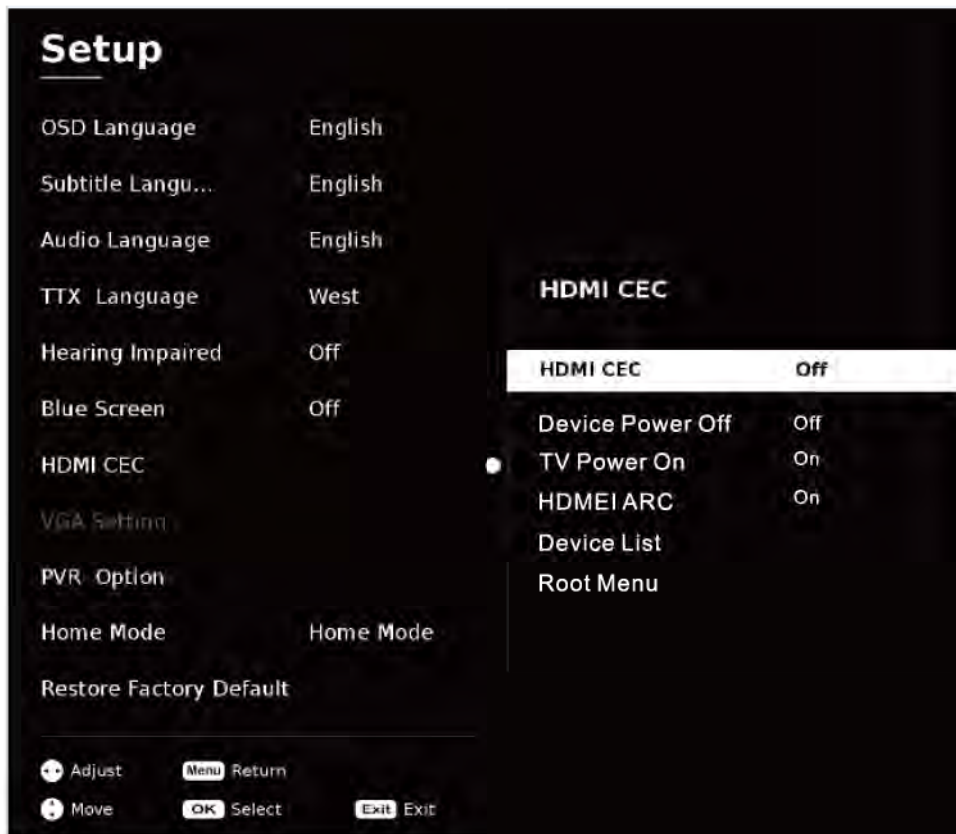 Setup
OSD Language English
Subtitle Langu... English
Audio Language English
TTX Language West
Hearing Impaired Off
Blue Screen Off
HDMI CEC
VGA Setting
PVR Option
Home Mode Home Mode
Restore Factory Default
Adjust Menu Return
Move OK Select Exit Exit
HDMI CEC
HDMI CEC Off
Device Power Off Off
TV Power On On
HDMEI ARC On
Device List
Root Menu